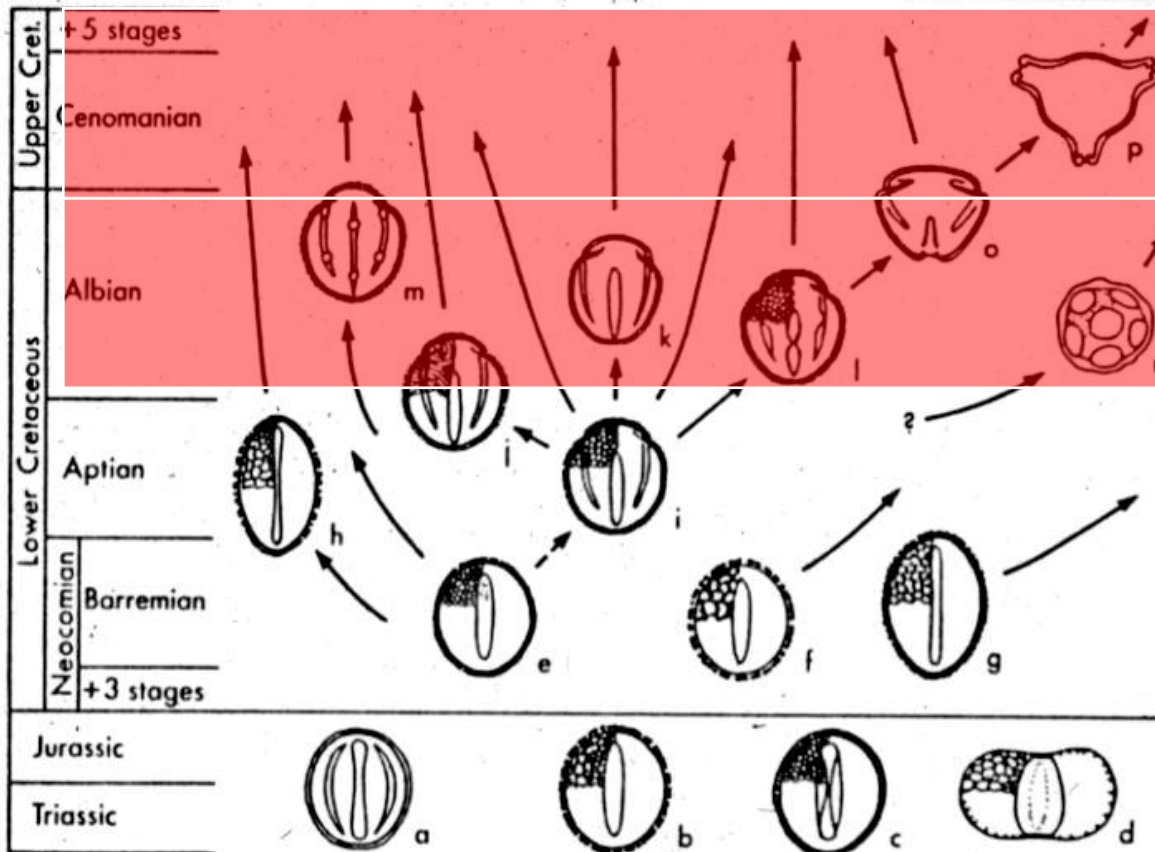 Upper Cret.
+5 stages
Cenomanian
p
Lower Cretaceous
Albian
m
o
k
l
j
?
Aptian
h
i
Neocomian
Barremian
e
f
g
+3 stages
Jurassic
Triassic
a
b
c
d